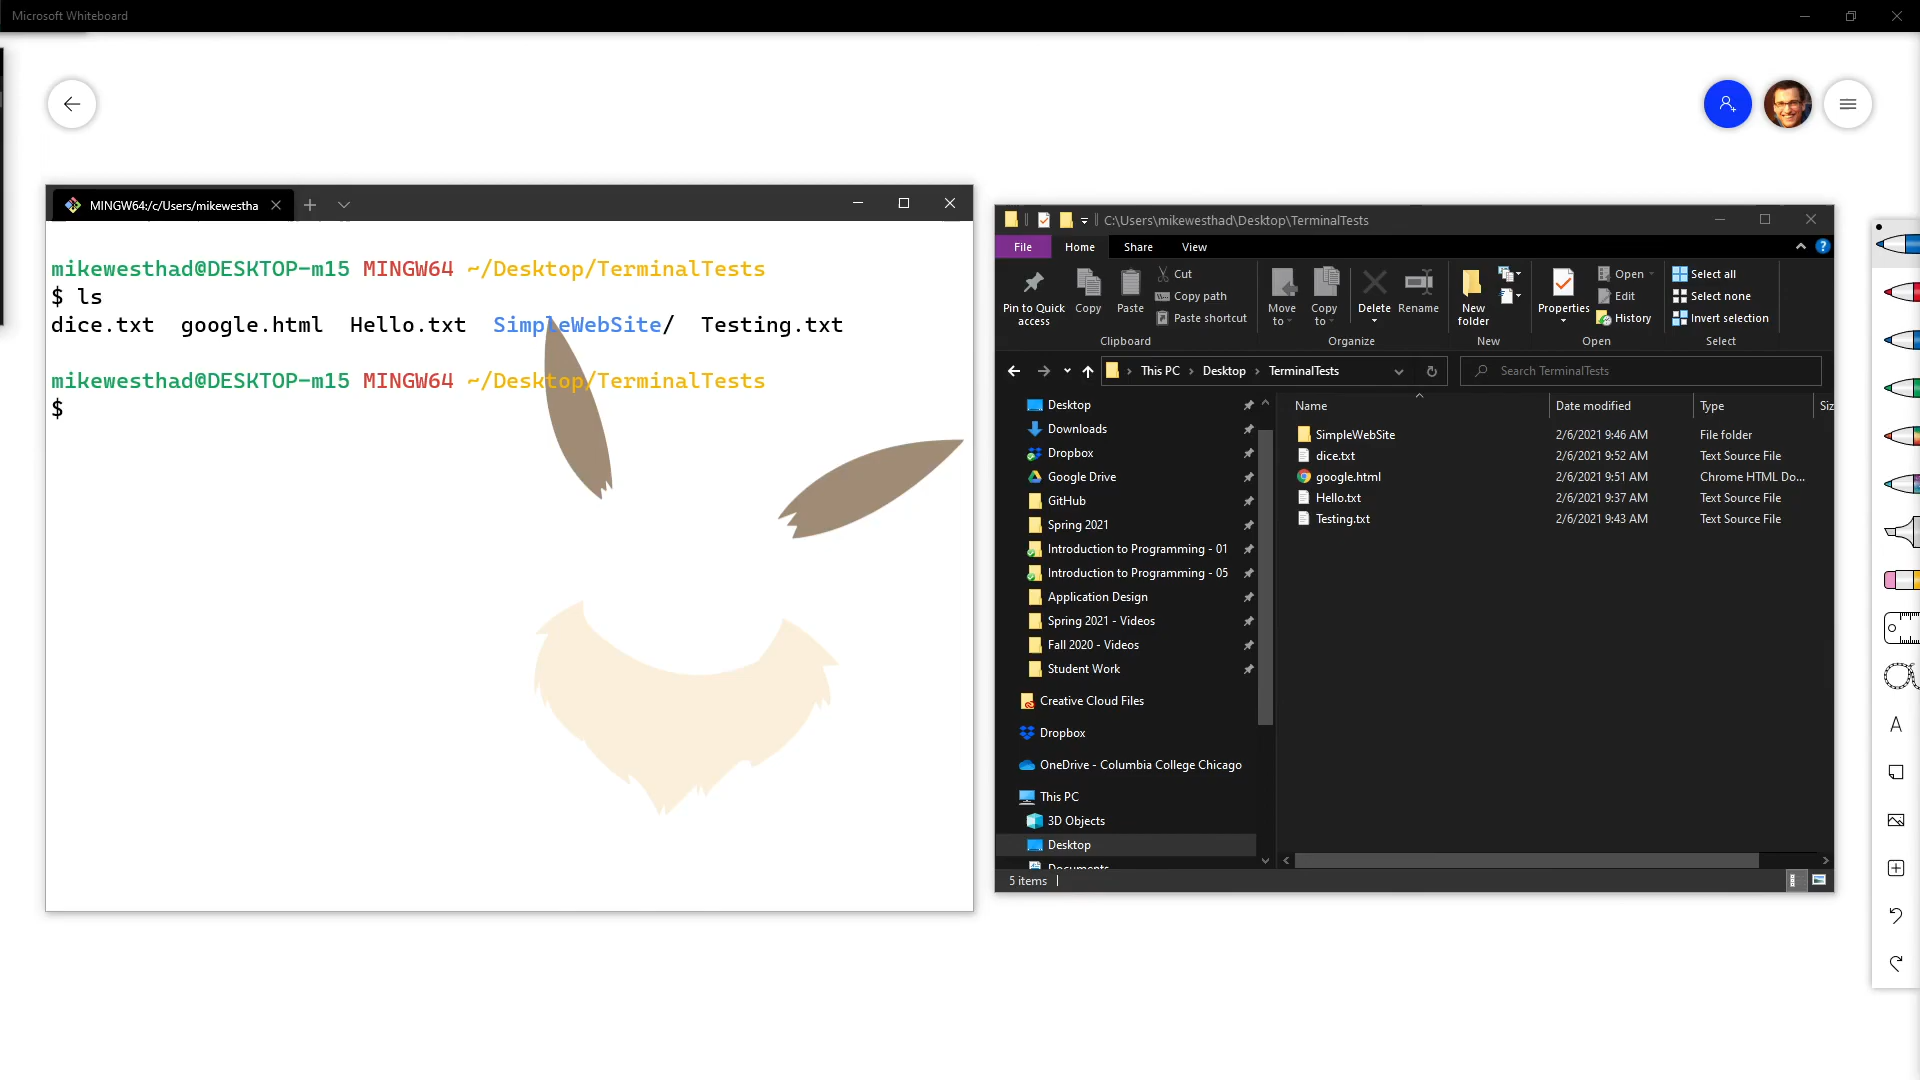 Microsoft Whiteboard
MINGW64:/c/Users/mikewestha
mikewesthad@DESKTOP-m15 MINGW64 ~/Desktop/TerminalTests
$ ls
dice.txt google.html Hello.txt SimpleWebSite/ Testing.txt
mikewesthad@DESKTOP-m15 MINGW64 ~/Desktop/TerminalTests
$
C:\Users\mikewesthad\Desktop\TerminalTests
File Home Share View
Pin to Quick access
Copy
Paste
Cut
Copy path
Paste shortcut
Clipboard
Move to
Copy to
Delete
Rename
Organize
New folder
New
Properties
Open
Edit
History
Open
Select all
Select none
Invert selection
Select
This PC > Desktop > TerminalTests
Search TerminalTests
Desktop
Downloads
Dropbox
Google Drive
GitHub
Spring 2021
Introduction to Programming - 01
Introduction to Programming - 05
Application Design
Spring 2021 - Videos
Fall 2020 - Videos
Student Work
Creative Cloud Files
Dropbox
OneDrive - Columbia College Chicago
This PC
3D Objects
Desktop
Documents
Name Date modified Type Siz
SimpleWebSite 2/6/2021 9:46 AM File folder
dice.txt 2/6/2021 9:52 AM Text Source File
google.html 2/6/2021 9:51 AM Chrome HTML Do...
Hello.txt 2/6/2021 9:37 AM Text Source File
Testing.txt 2/6/2021 9:43 AM Text Source File
5 items